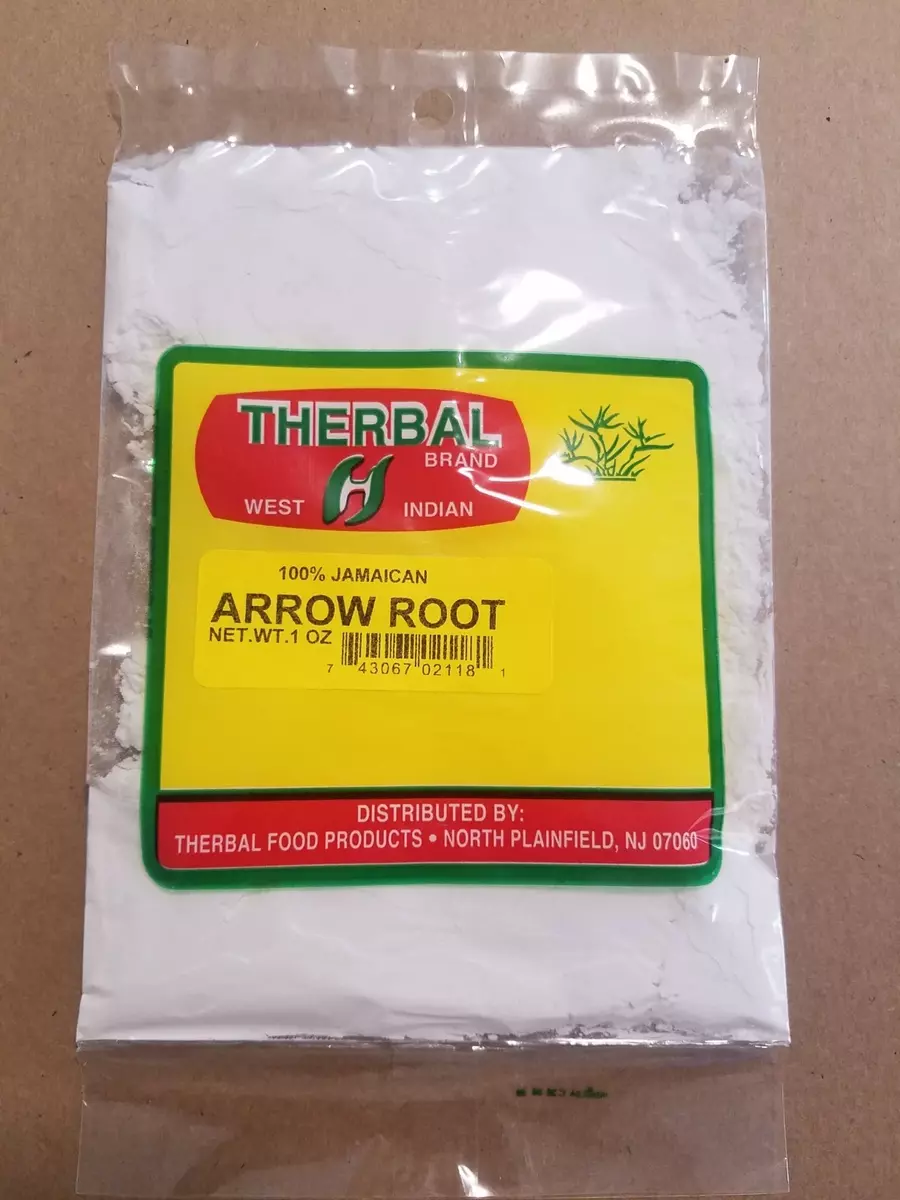 THERBAL
BRAND
WEST H INDIAN
100% JAMAICAN
ARROW ROOT
NET.WT.1 OZ
7 43067 02118 1
DISTRIBUTED BY:
THERBAL FOOD PRODUCTS • NORTH PLAINFIELD, NJ 07060